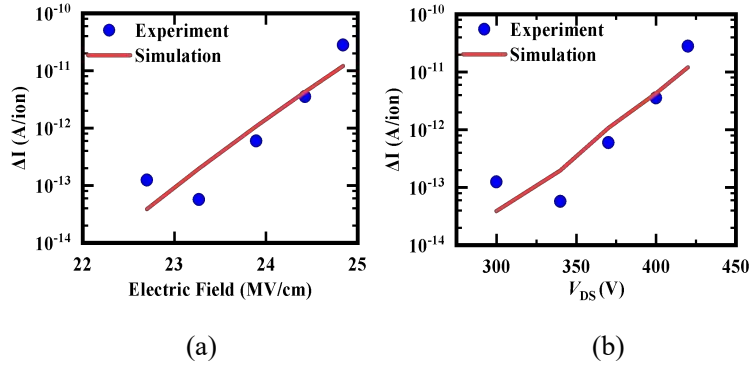 10⁻¹⁰
10⁻¹¹
10⁻¹²
10⁻¹³
10⁻¹⁴
ΔI (A/ion)
Experiment
Simulation
22 23 24 25
Electric Field (MV/cm)
(a)
10⁻¹⁰
10⁻¹¹
10⁻¹²
10⁻¹³
10⁻¹⁴
ΔI (A/ion)
Experiment
Simulation
300 350 400 450
V_DS (V)
(b)